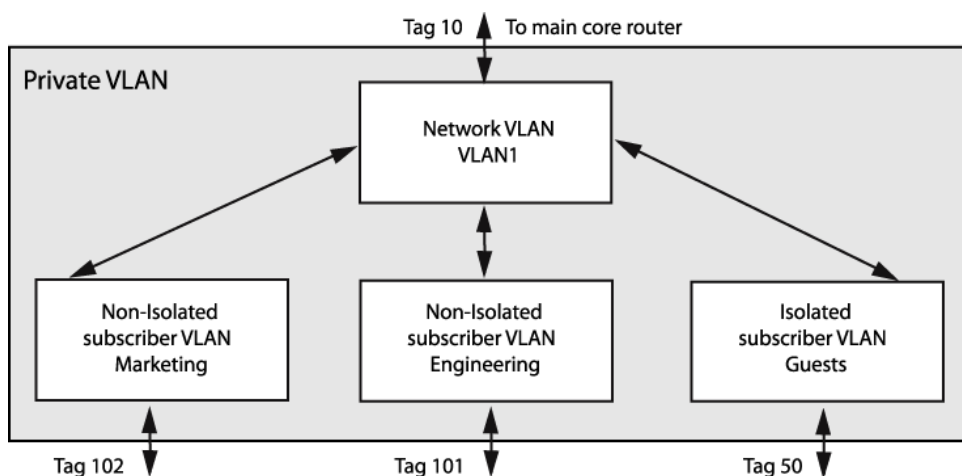 Tag 10 To main core router
Private VLAN
Network VLAN
VLAN1
Non-Isolated
subscriber VLAN
Marketing
Non-Isolated
subscriber VLAN
Engineering
Isolated
subscriber VLAN
Guests
Tag 102
Tag 101
Tag 50